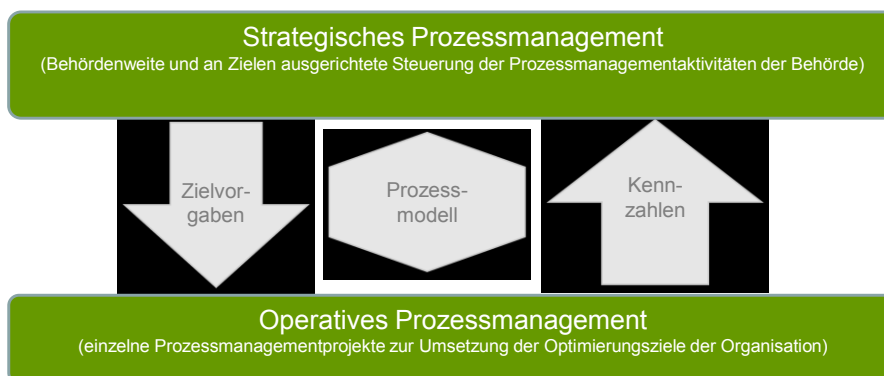 Strategisches Prozessmanagement
(Behördenweite und an Zielen ausgerichtete Steuerung der Prozessmanagementaktivitäten der Behörde)
Zielvor-
gaben
Prozess-
modell
Kenn-
zahlen
Operatives Prozessmanagement
(einzelne Prozessmanagementprojekte zur Umsetzung der Optimierungsziele der Organisation)